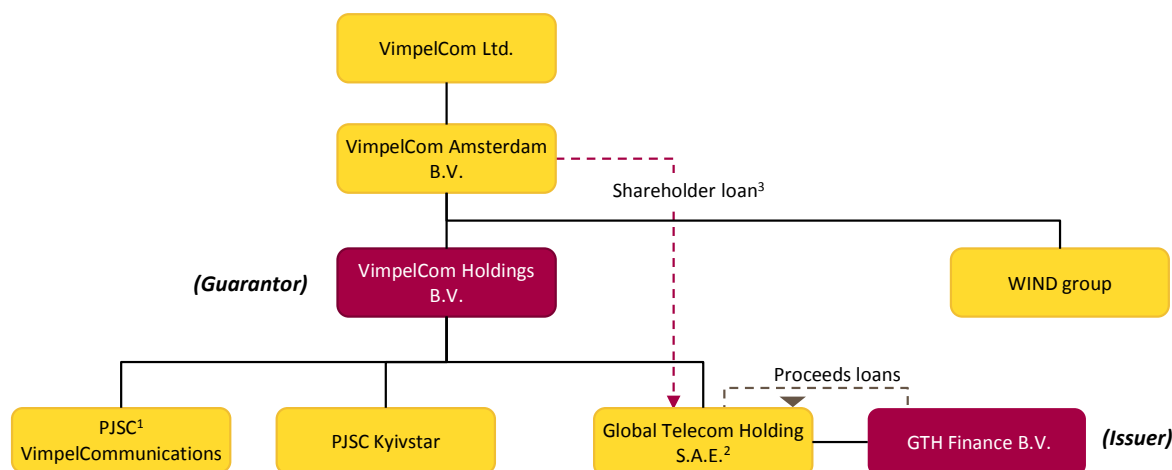 VimpelCom Ltd.
VimpelCom Amsterdam
B.V.
Shareholder loan³
(Guarantor)
VimpelCom Holdings
B.V.
WIND group
Proceeds loans
PJSC¹
VimpelCommunications
PJSC Kyivstar
Global Telecom Holding
S.A.E.²
GTH Finance B.V.
(Issuer)